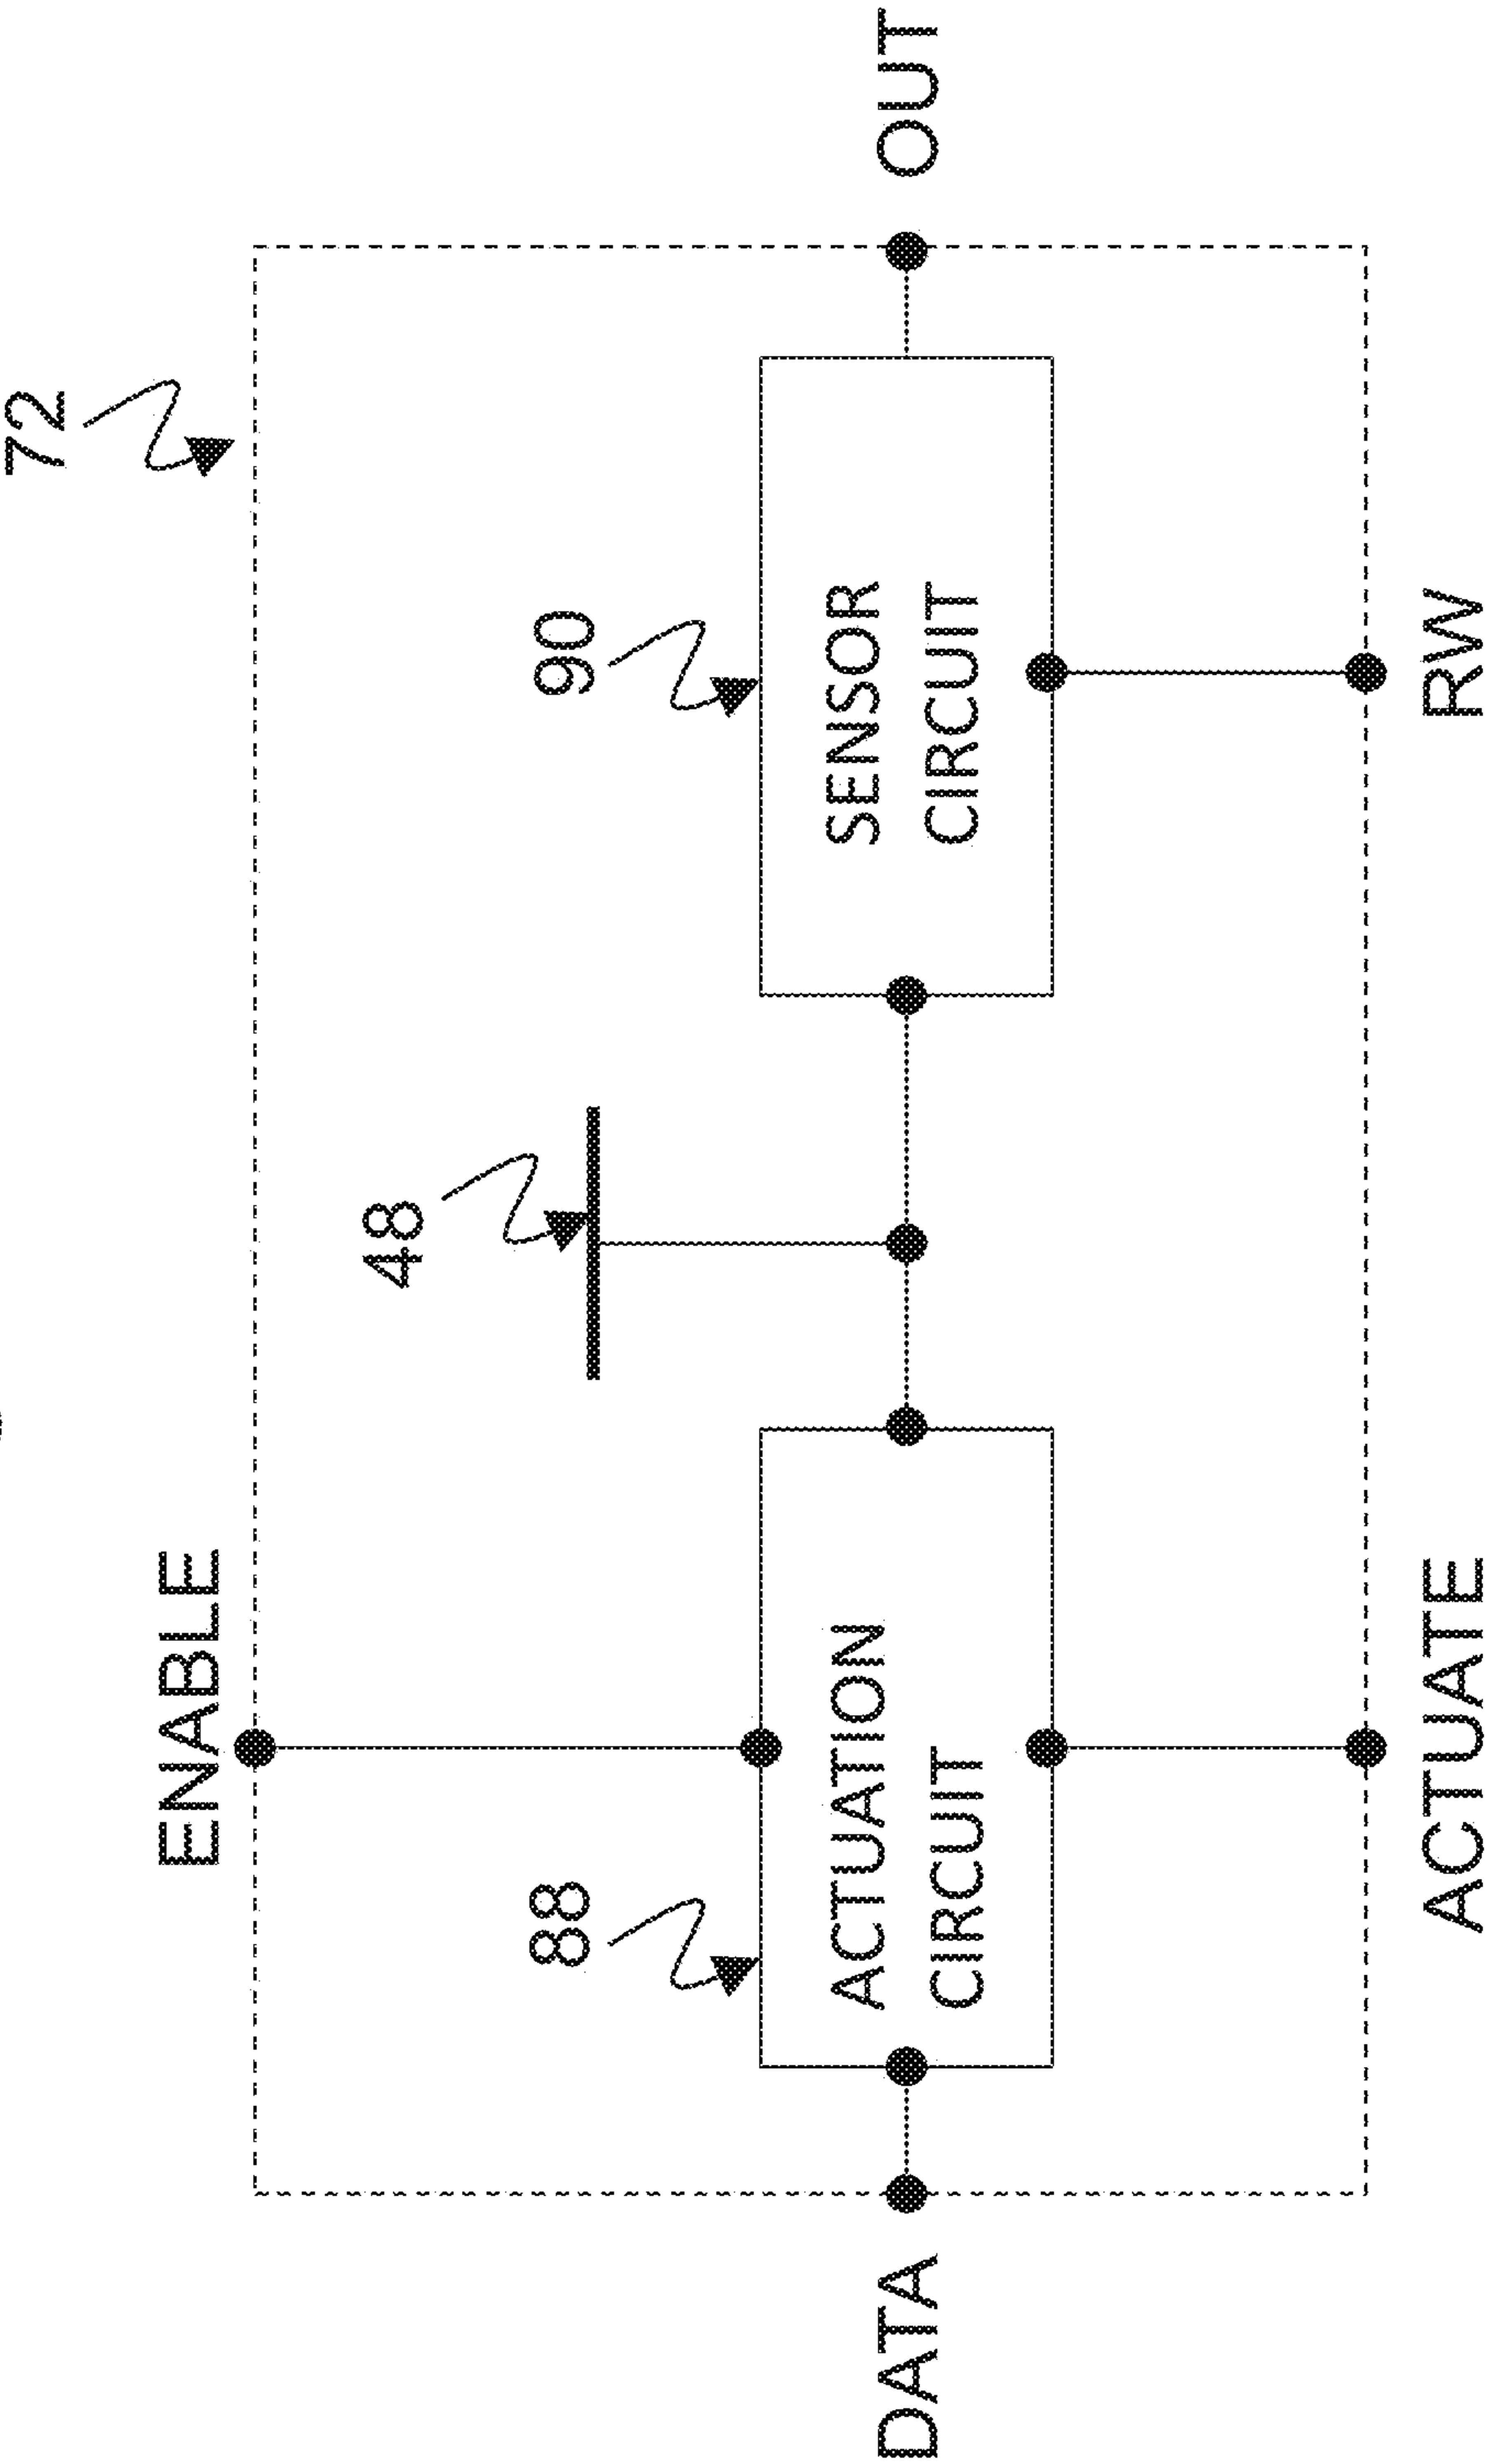 72
ENABLE
48
90
88
ACTUATION
CIRCUIT
SENSOR
CIRCUIT
DATA
OUT
ACTUATE
RW